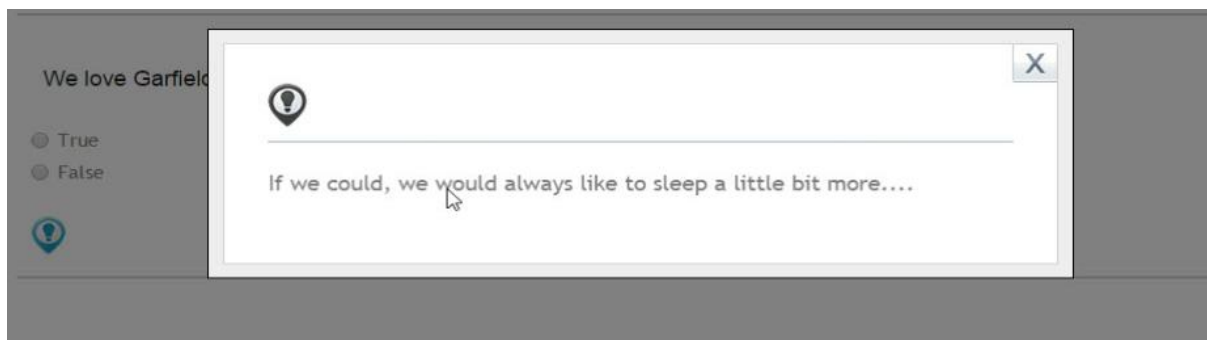 We love Garfield
X
True
False
If we could, we would always like to sleep a little bit more....